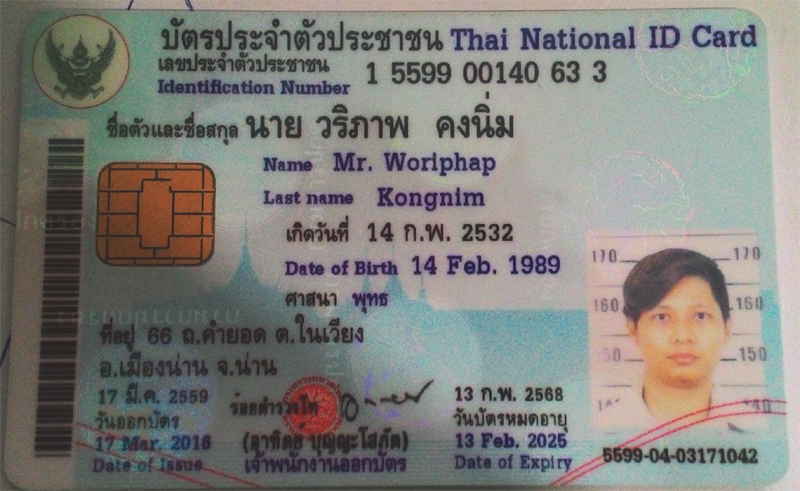 บัตรประจำตัวประชาชน Thai National ID Card
เลขประจำตัวประชาชน
Identification Number 1 5599 00140 63 3
ชื่อตัวและชื่อสกุล นาย วริภาพ คงนิ่ม
Name Mr. Woriphap
Last name Kongnim
เกิดวันที่ 14 ก.พ. 2532
Date of Birth 14 Feb. 1989
ศาสนา พุทธ
ที่อยู่ 66 ถ.คำยอด ต.ในเวียง
อ.เมืองน่าน จ.น่าน
17 มี.ค. 2559
วันออกบัตร
17 Mar. 2016
Date of Issue
ร้อยตำรวจโท
(อาทิตย์ บุญญะโสภัต)
เจ้าพนักงานออกบัตร
13 ก.พ. 2568
วันบัตรหมดอายุ
13 Feb. 2025
Date of Expiry
170 170
160 160
150 150
140
5599-04-03171042